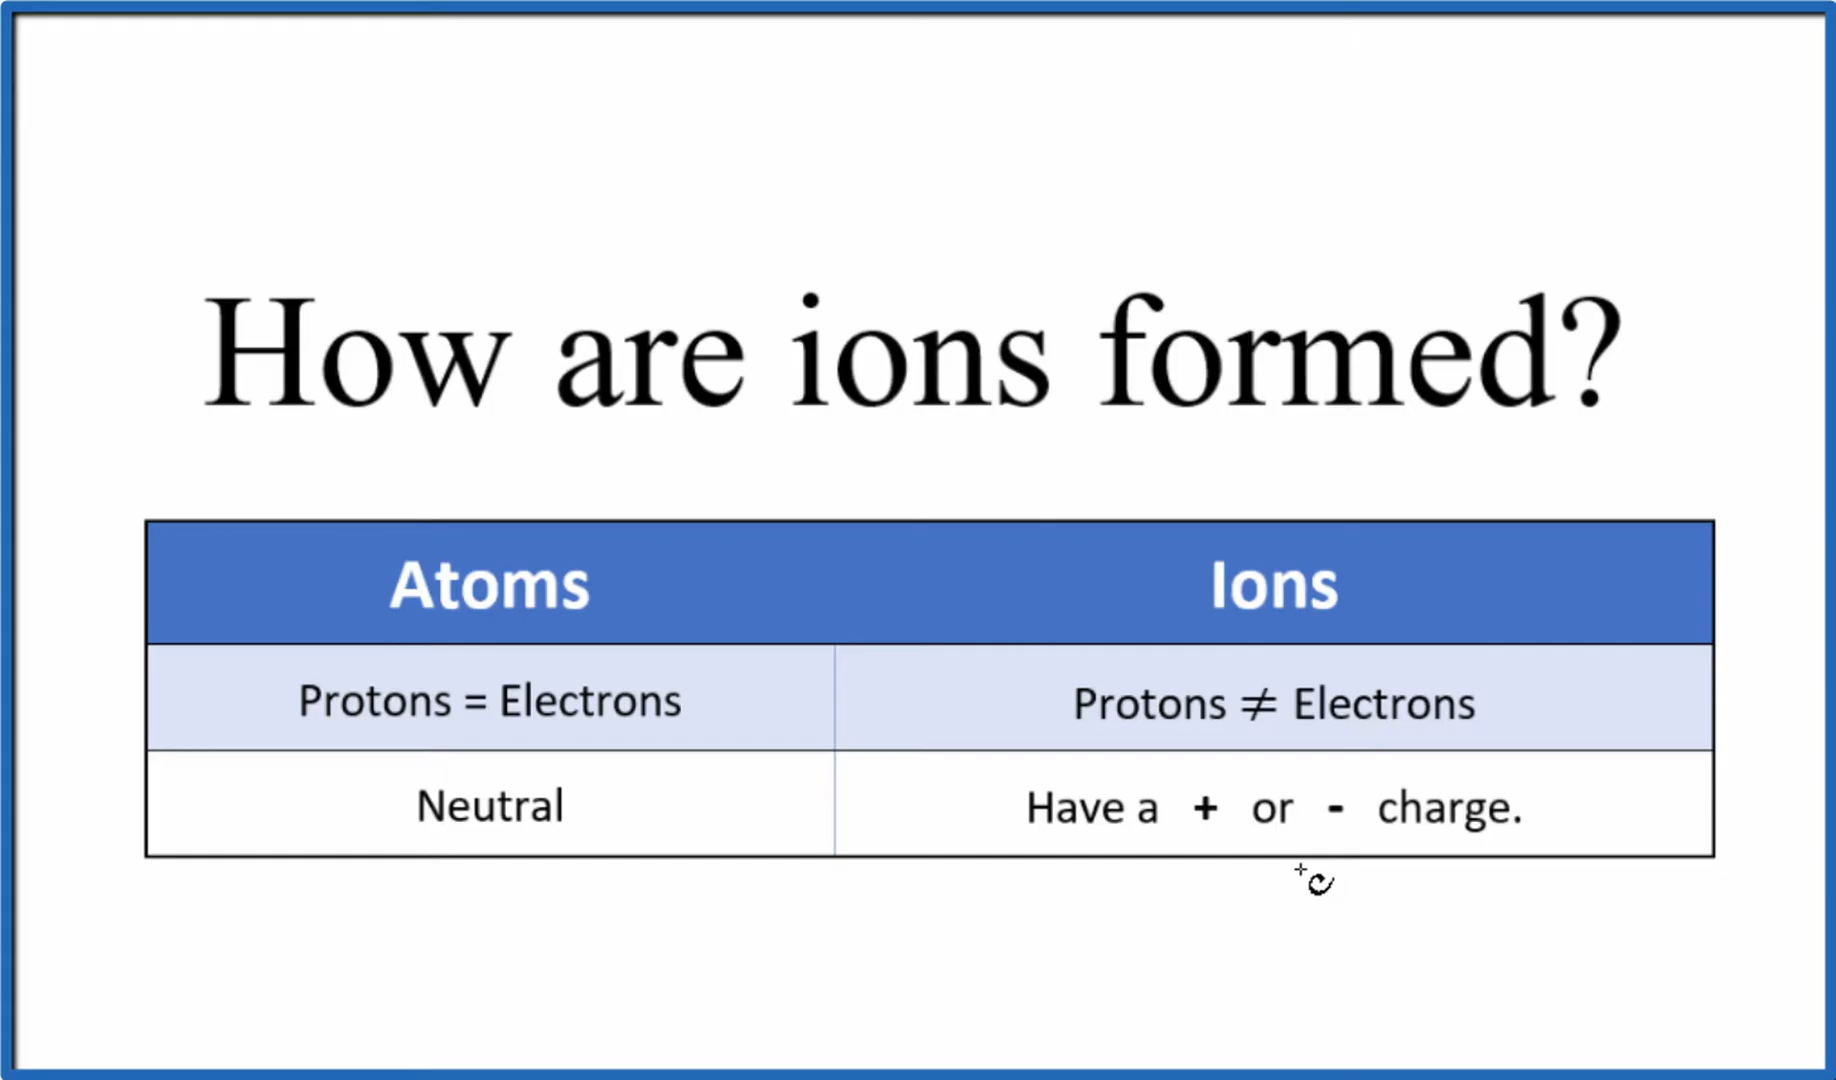 How are ions formed?
Atoms Ions
Protons = Electrons Protons ≠ Electrons
Neutral Have a + or - charge.